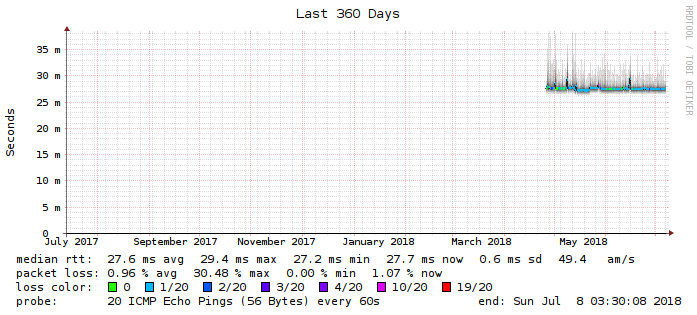 Last 360 Days
RRDTOOL / TOBI OETIKER
Seconds
35 m
30 m
25 m
20 m
15 m
10 m
5 m
0
July 2017 September 2017 November 2017 January 2018 March 2018 May 2018
median rtt: 27.6 ms avg 29.4 ms max 27.2 ms min 27.7 ms now 0.6 ms sd 49.4 am/s
packet loss: 0.96 % avg 30.48 % max 0.00 % min 1.07 % now
loss color: 0 1/20 2/20 3/20 4/20 10/20 19/20
probe: 20 ICMP Echo Pings (56 Bytes) every 60s end: Sun Jul 8 03:30:08 2018